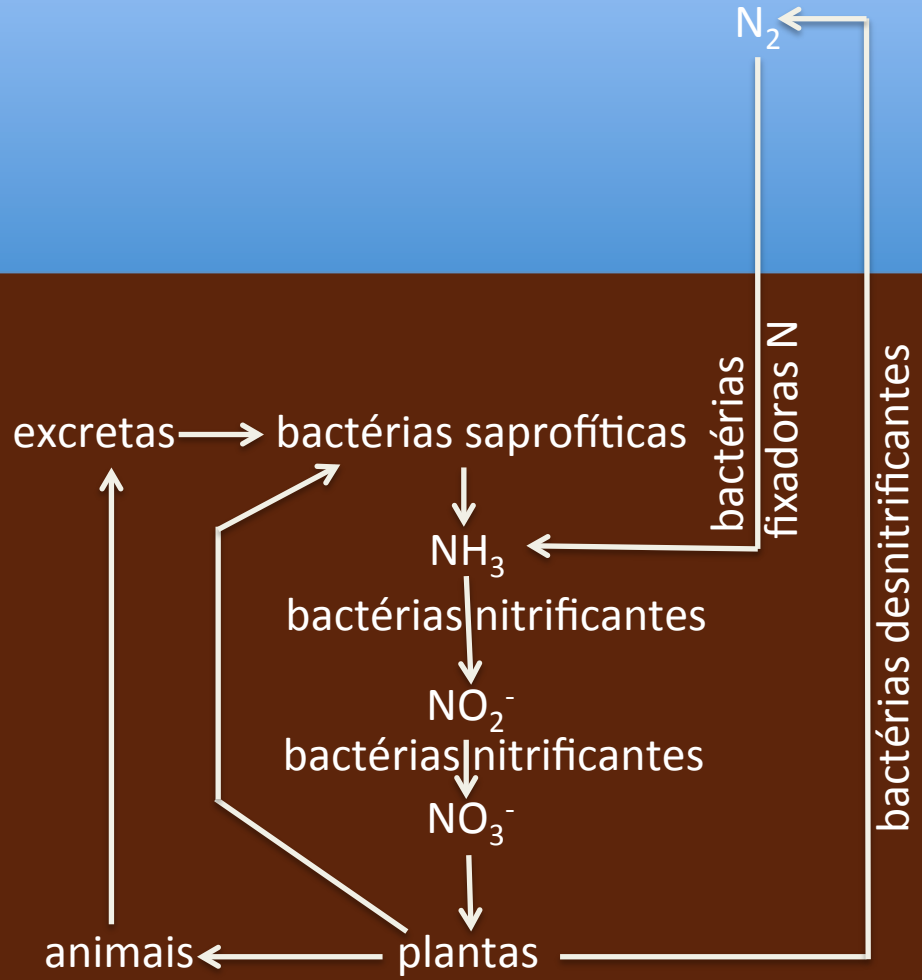 N₂
bactérias
fixadoras N
bactérias desnitrificantes
excretas
bactérias saprofíticas
NH₃
bactérias nitrificantes
NO₂⁻
bactérias nitrificantes
NO₃⁻
animais
plantas